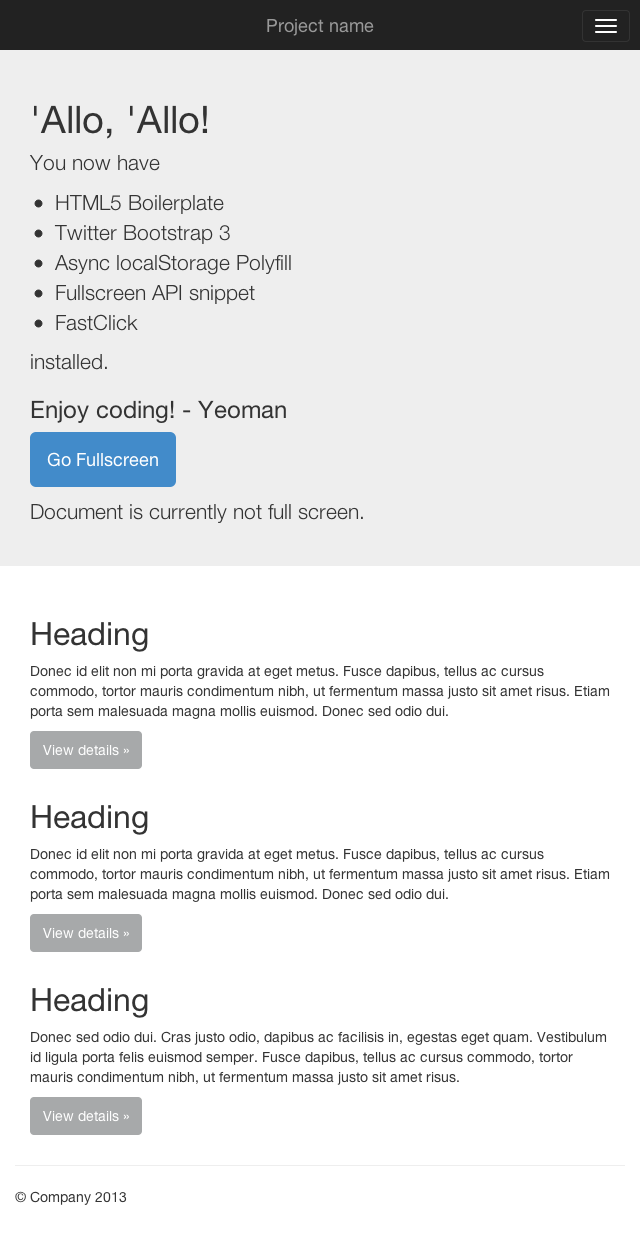 Project name
'Allo, 'Allo!
You now have
HTML5 Boilerplate
Twitter Bootstrap 3
Async localStorage Polyfill
Fullscreen API snippet
FastClick
installed.
Enjoy coding! - Yeoman
Go Fullscreen
Document is currently not full screen.
Heading
Donec id elit non mi porta gravida at eget metus. Fusce dapibus, tellus ac cursus
commodo, tortor mauris condimentum nibh, ut fermentum massa justo sit amet risus. Etiam
porta sem malesuada magna mollis euismod. Donec sed odio dui.
View details »
Heading
Donec id elit non mi porta gravida at eget metus. Fusce dapibus, tellus ac cursus
commodo, tortor mauris condimentum nibh, ut fermentum massa justo sit amet risus. Etiam
porta sem malesuada magna mollis euismod. Donec sed odio dui.
View details »
Heading
Donec sed odio dui. Cras justo odio, dapibus ac facilisis in, egestas eget quam. Vestibulum
id ligula porta felis euismod semper. Fusce dapibus, tellus ac cursus commodo, tortor
mauris condimentum nibh, ut fermentum massa justo sit amet risus.
View details »
© Company 2013